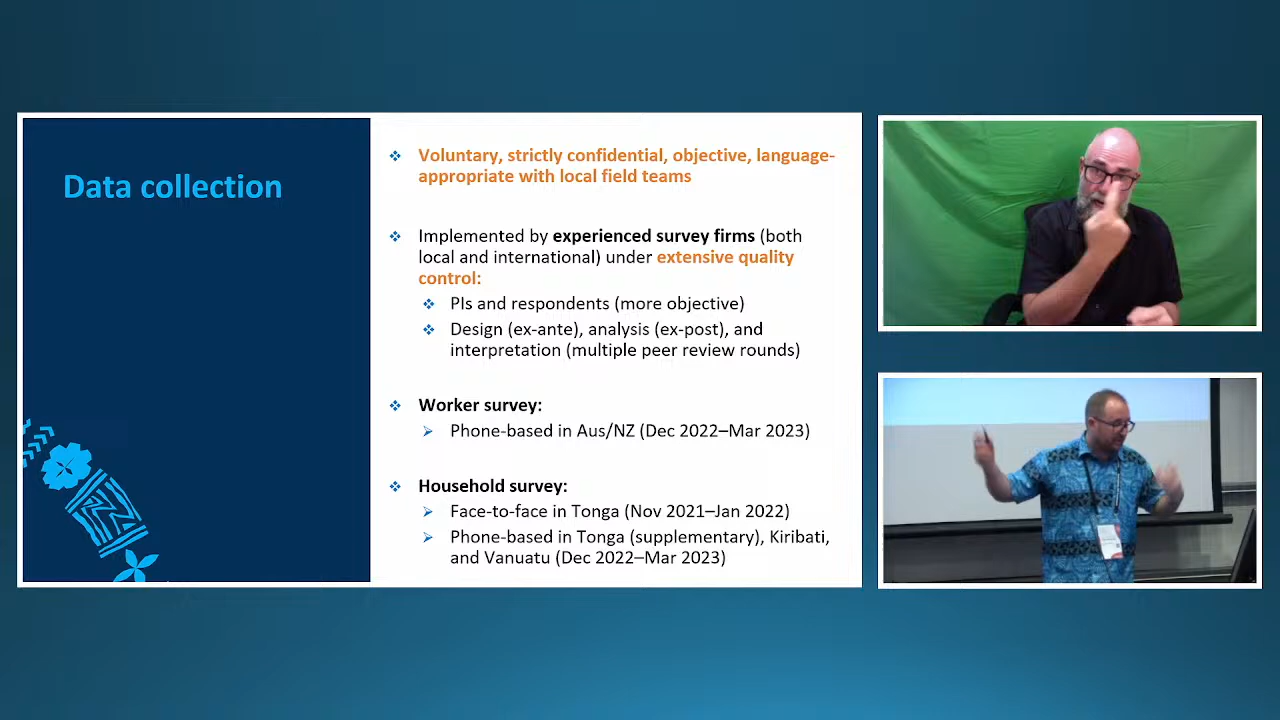 Data collection
Voluntary, strictly confidential, objective, language-
appropriate with local field teams
Implemented by experienced survey firms (both
local and international) under extensive quality
control:
PIs and respondents (more objective)
Design (ex-ante), analysis (ex-post), and
interpretation (multiple peer review rounds)
Worker survey:
Phone-based in Aus/NZ (Dec 2022–Mar 2023)
Household survey:
Face-to-face in Tonga (Nov 2021–Jan 2022)
Phone-based in Tonga (supplementary), Kiribati,
and Vanuatu (Dec 2022–Mar 2023)